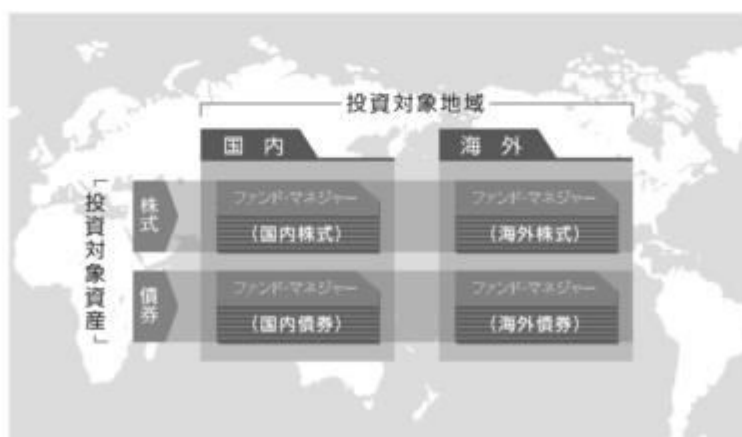 投資対象地域
国内
海外
「投資対象資産」
株式
ファンド・マネジャー
(国内株式)
ファンド・マネジャー
(海外株式)
債券
ファンド・マネジャー
(国内債券)
ファンド・マネジャー
(海外債券)